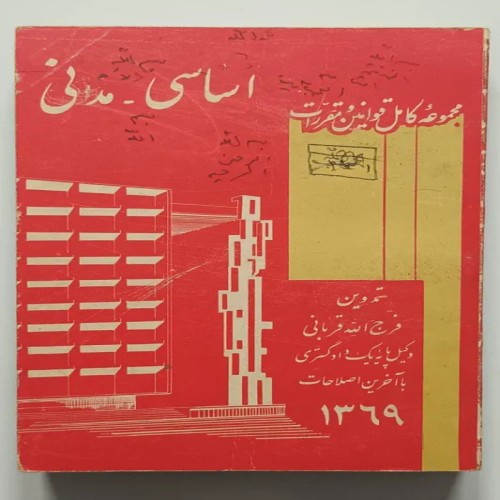 مجموعهٔ کامل قوانین و مقررات
اساسی - مدنی
تدوین
فرج الله قربانی
وکیل پایه یک دادگستری
با آخرین اصلاحات
۱۳۶۹